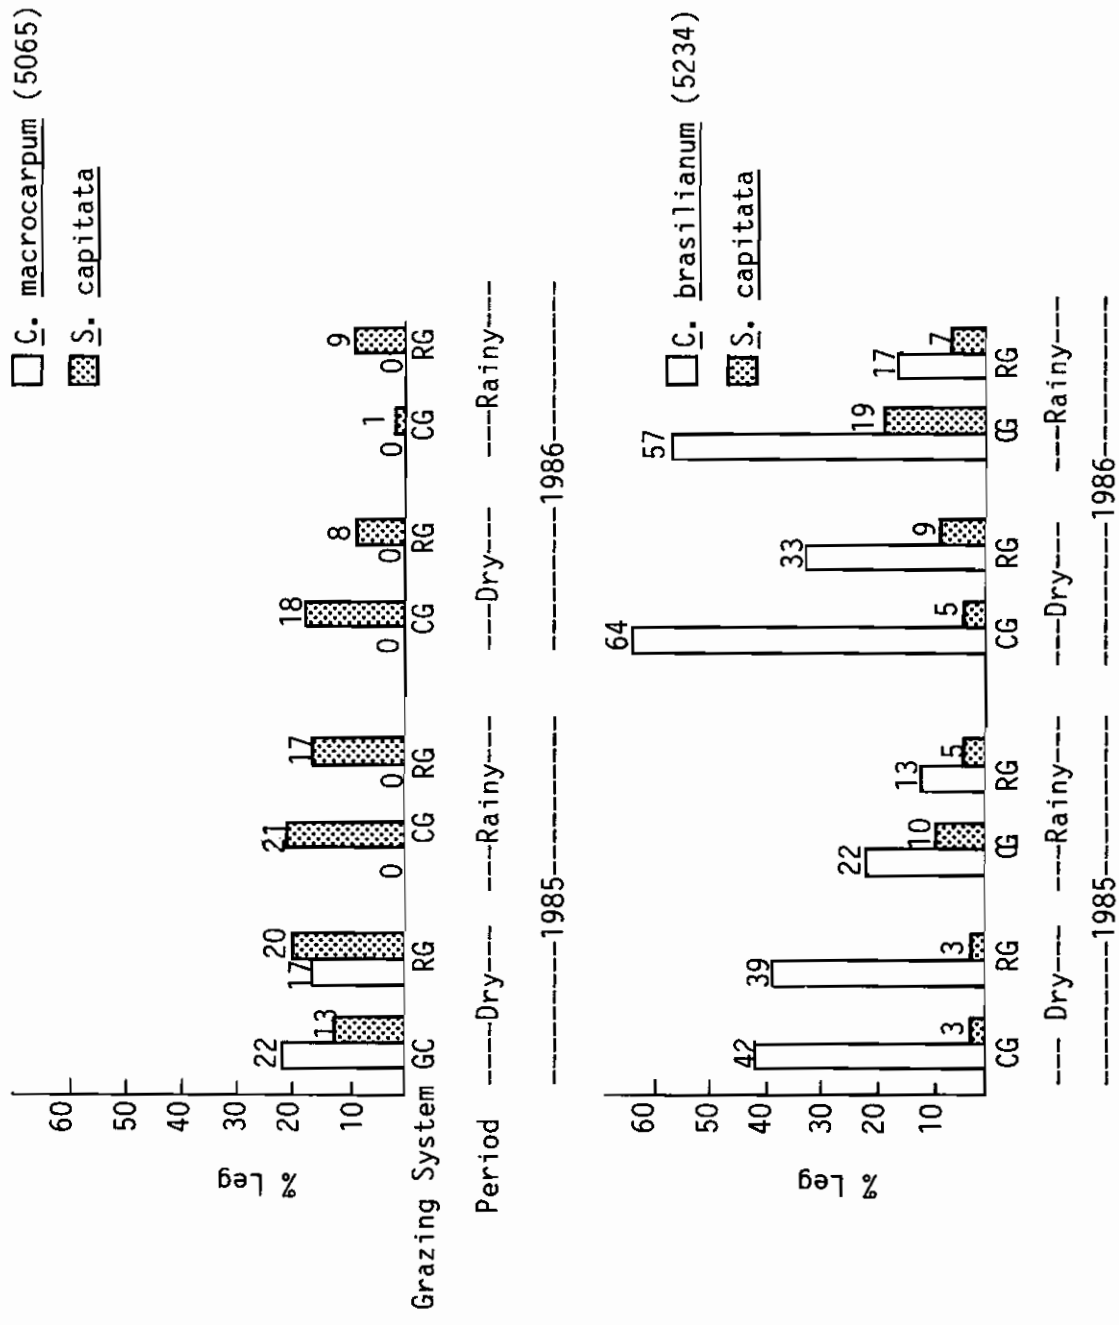 C. macrocarpum (5065)
S. capitata
60
50
40
30
20
10
% Leg
22 13 17 20 0 21 0 17 0 18 0 8 0 1 0 9
Grazing System GC RG CG RG CG RG CG RG
Period -----Dry---- ----Rainy---- ---Dry---- ----Rainy----
--------1985-------- --------1986--------
C. brasilianum (5234)
S. capitata
60
50
40
30
20
10
% Leg
42 3 39 3 22 10 13 5 64 5 33 9 57 19 17 7
CG RG CG RG CG RG CG RG
--- Dry--- ----Rainy---- ---Dry---- ---Rainy----
--------1985-------- --------1986--------